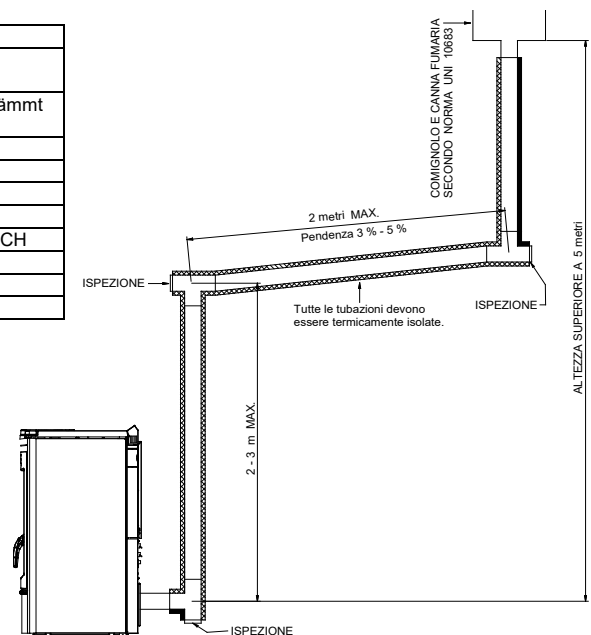 ämmt
CH
COMIGNOLO E CANNA FUMARIA
SECONDO NORMA UNI 10683
2 metri MAX.
Pendenza 3 % - 5 %
ISPEZIONE
Tutte le tubazioni devono
essere termicamente isolate.
ISPEZIONE
2 - 3 m MAX.
ALTEZZA SUPERIORE A 5 metri
ISPEZIONE